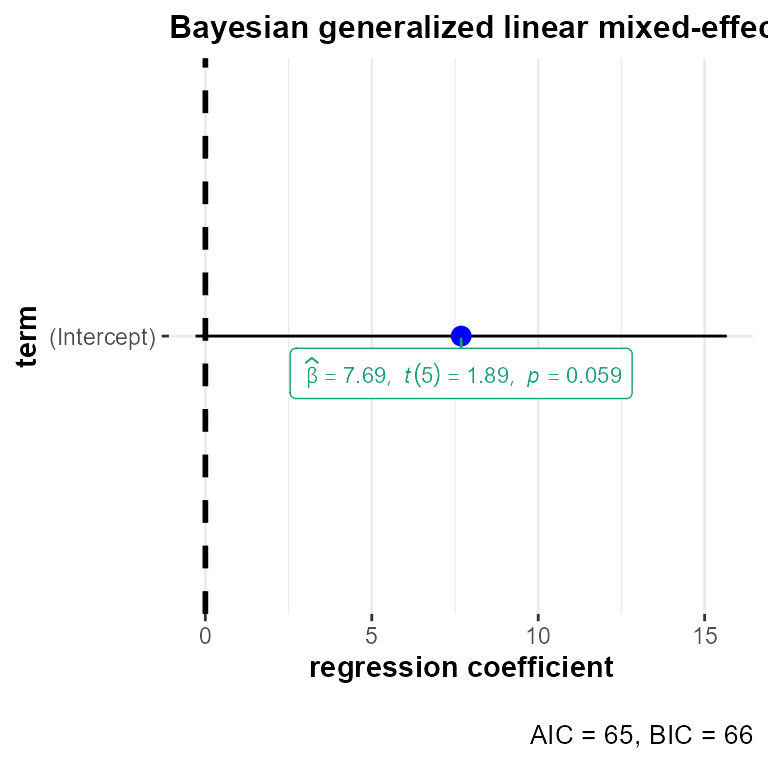 Bayesian generalized linear mixed-effec
term
(Intercept)
β̂ = 7.69, t(5) = 1.89, p = 0.059
0 5 10 15
regression coefficient
AIC = 65, BIC = 66